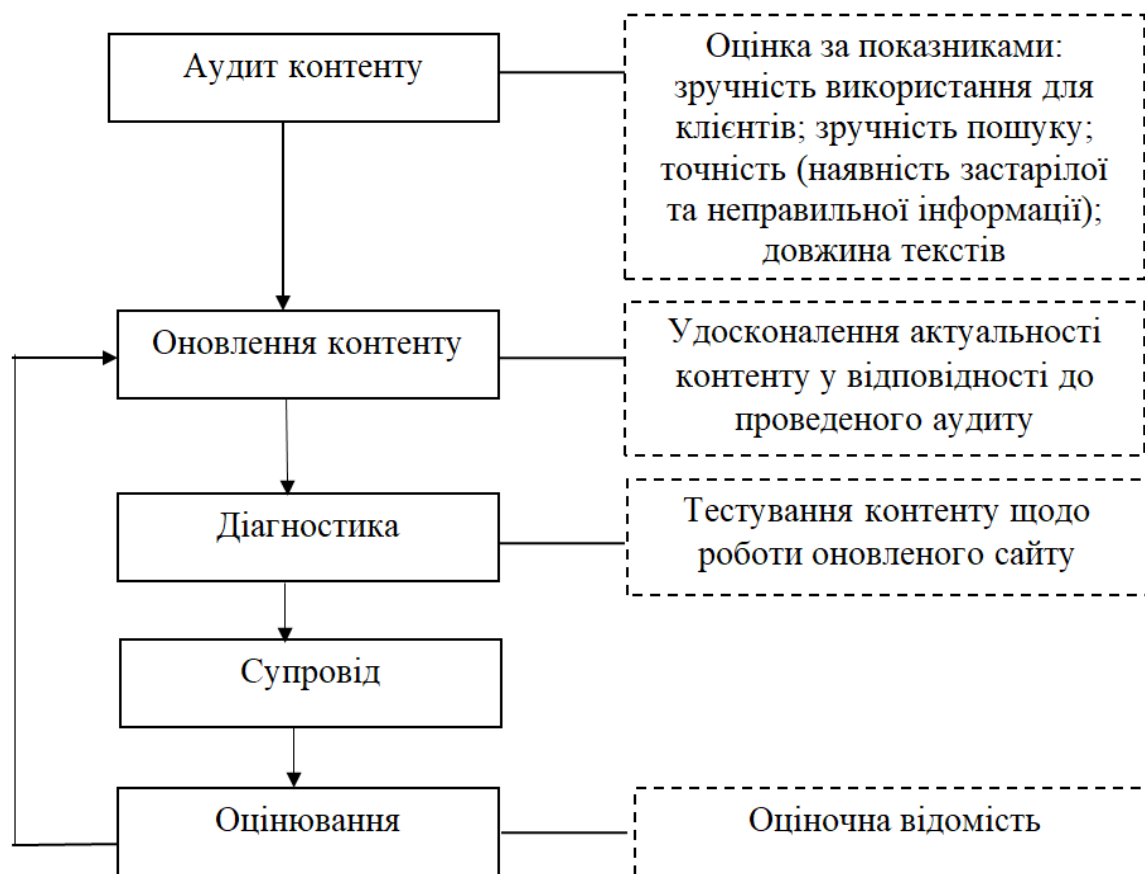 Аудит контенту
Оцінка за показниками:
зручність використання для
клієнтів; зручність пошуку;
точність (наявність застарілої
та неправильної інформації);
довжина текстів
Оновлення контенту
Удосконалення актуальності
контенту у відповідності до
проведеного аудиту
Діагностика
Тестування контенту щодо
роботи оновленого сайту
Супровід
Оцінювання
Оціночна відомість